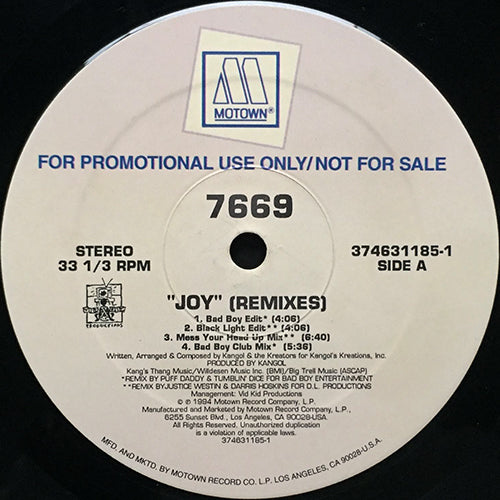 MOTOWN®
FOR PROMOTIONAL USE ONLY/NOT FOR SALE
7669
STEREO
33 1/3 RPM
374631185-1
SIDE A
"JOY" (REMIXES)
1. Bad Boy Edit* (4:06)
2. Black Light Edit** (4:06)
3. Mess Your Head Up Mix** (6:40)
4. Bad Boy Club Mix* (5:36)
Written, Arranged & Composed by Kangol & the Kreators for Kangol's Kreations, Inc.
PRODUCED BY KANGOL
Kang's Thang Music/Willdesen Music Inc. (BMI)/Big Trell Music (ASCAP)
*REMIX BY PUFF DADDY & TUMBLIN' DICE FOR BAD BOY ENTERTAINMENT
**REMIX BY JUSTICE WESTIN & DARRIS HOSKINS FOR D.L. PRODUCTIONS
Management: Vid Kid Productions
© ℗ 1994 Motown Record Company, L.P.
Manufactured and Marketed by Motown Record Company, L.P.,
6255 Sunset Blvd., Los Angeles, CA 90028-U.S.A.
All Rights Reserved. Unauthorized duplication
is a violation of applicable laws.
374631185-1
MFD. AND MKTD. BY MOTOWN RECORD CO. L.P. LOS ANGELES, CA 90028-U.S.A.
PRODUCTIONS